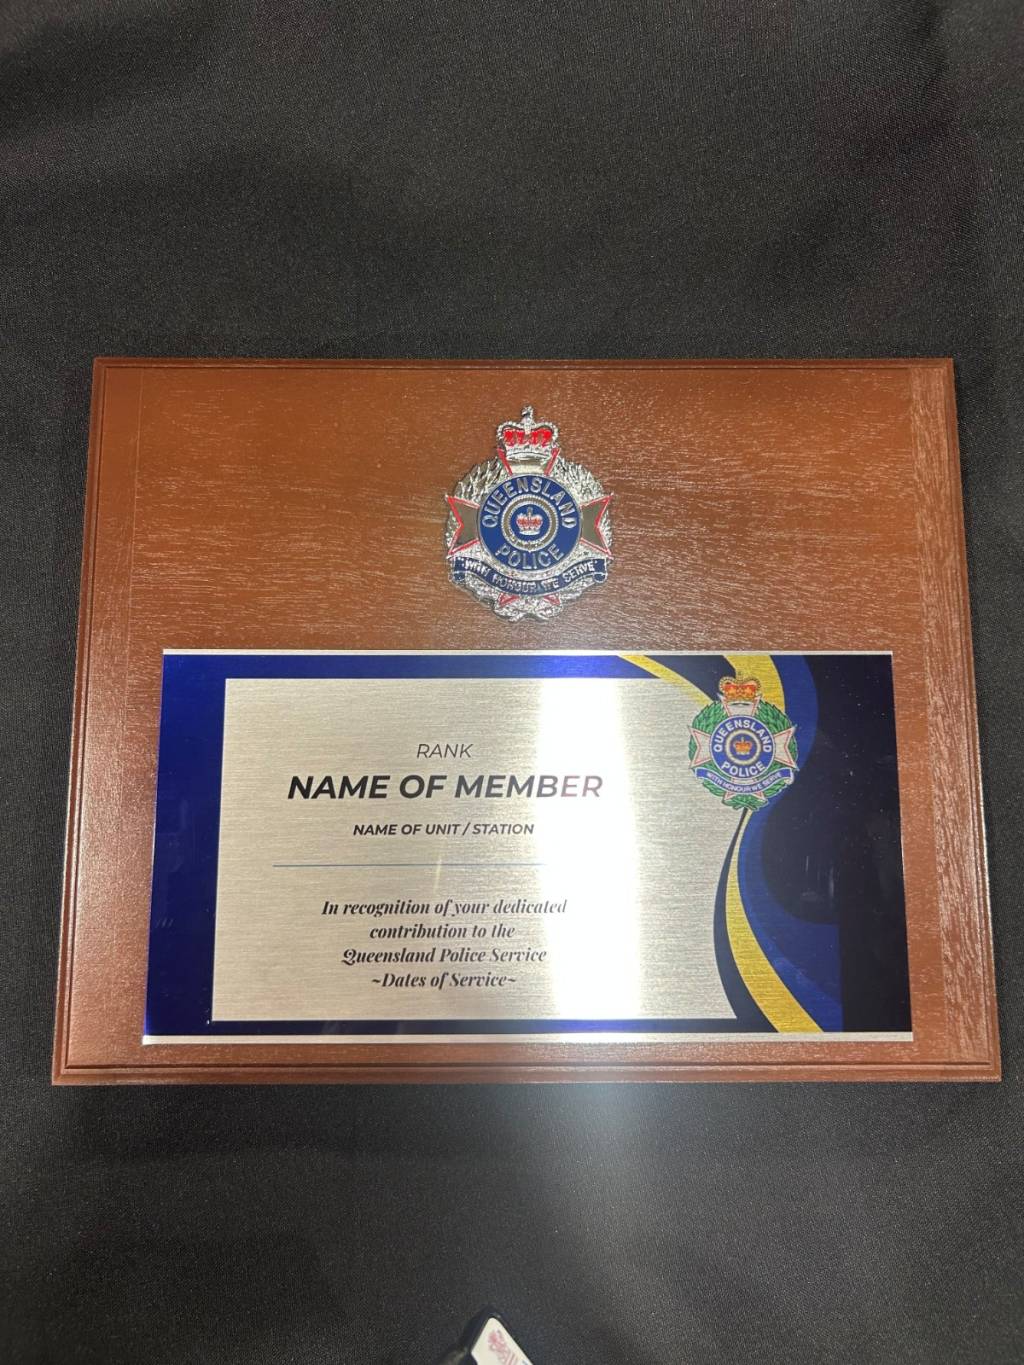 QUEENSLAND
POLICE
WITH HONOUR WE SERVE
QUEENSLAND
POLICE
WITH HONOUR WE SERVE
RANK
NAME OF MEMBER
NAME OF UNIT / STATION
In recognition of your dedicated
contribution to the
Queensland Police Service
~Dates of Service~